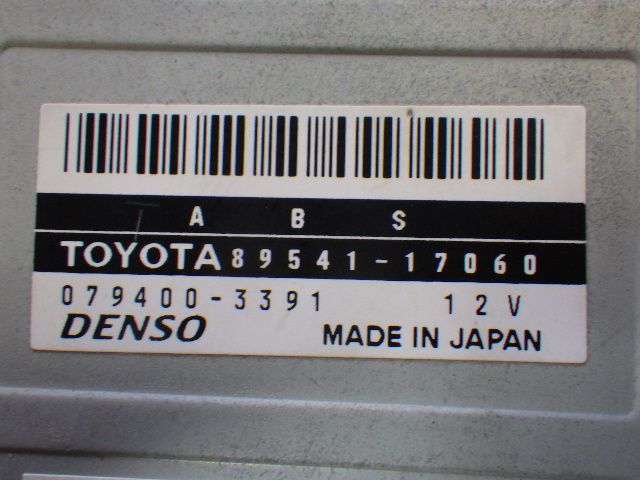 A B S
TOYOTA 89541-17060
079400-3391 12V
DENSO MADE IN JAPAN